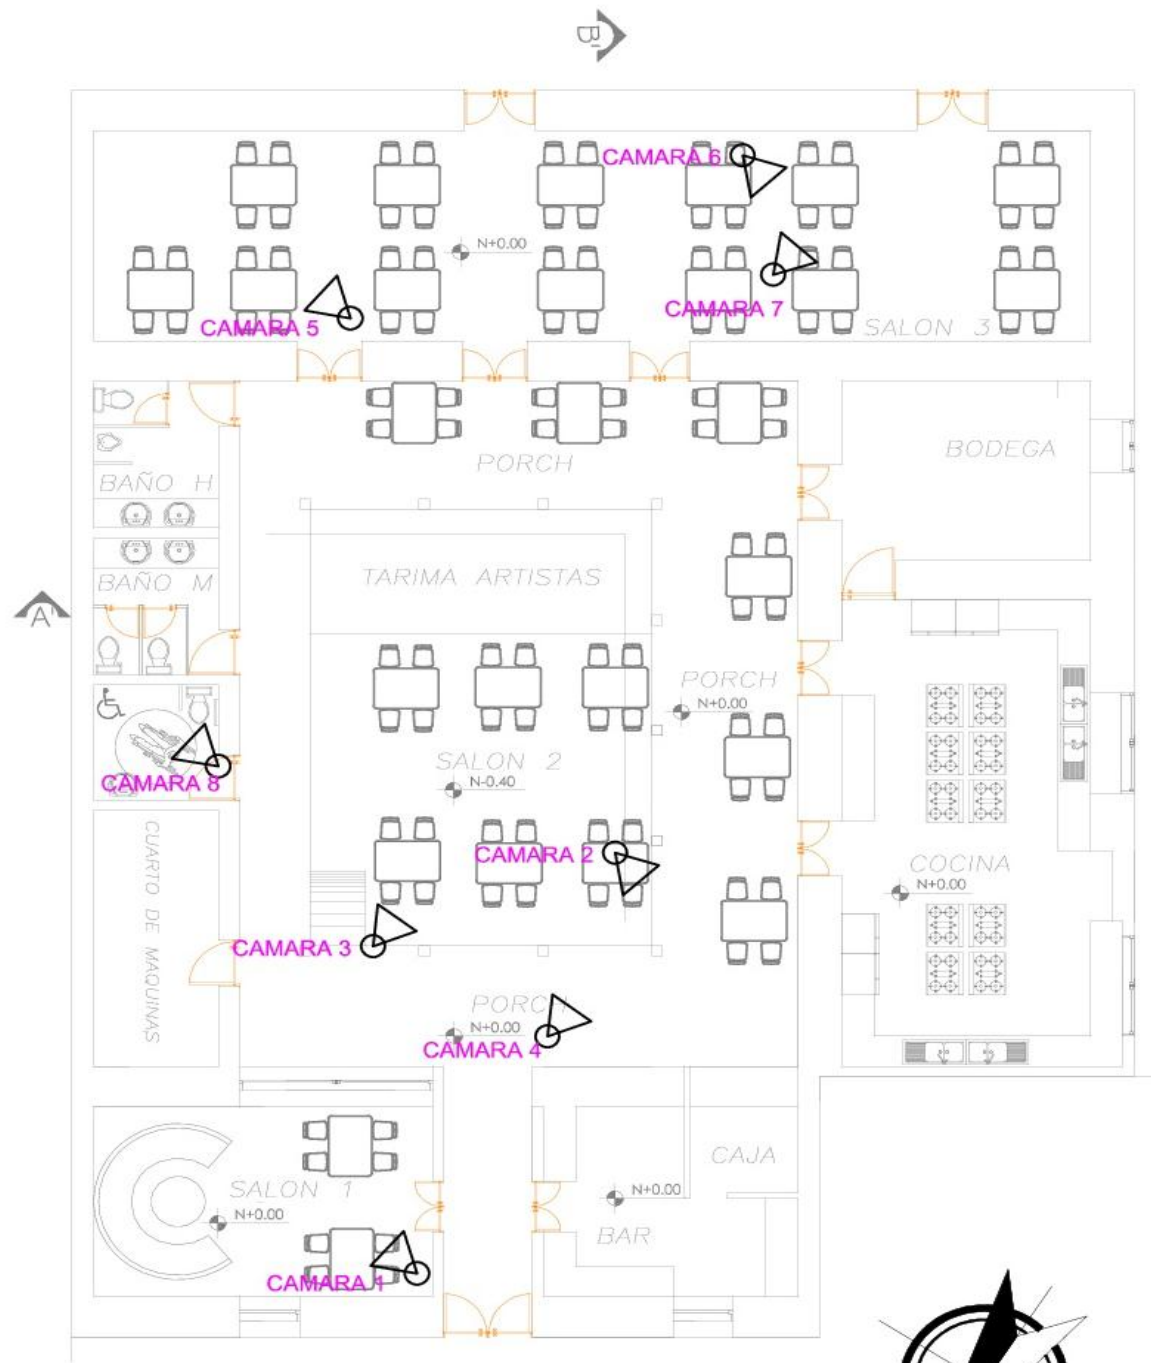 B'
CAMARA 6
N+0.00
CAMARA 7
CAMARA 5
SALON 3
BODEGA
PORCH
BAÑO H
TARIMA ARTISTAS
BAÑO M
A'
PORCH
N+0.00
SALON 2
N-0.40
CAMARA 8
CUARTO DE MAQUINAS
CAMARA 2
COCINA
N+0.00
CAMARA 3
PORCH
N+0.00
CAMARA 4
CAJA
SALON 1
N+0.00
N+0.00
BAR
CAMARA 1